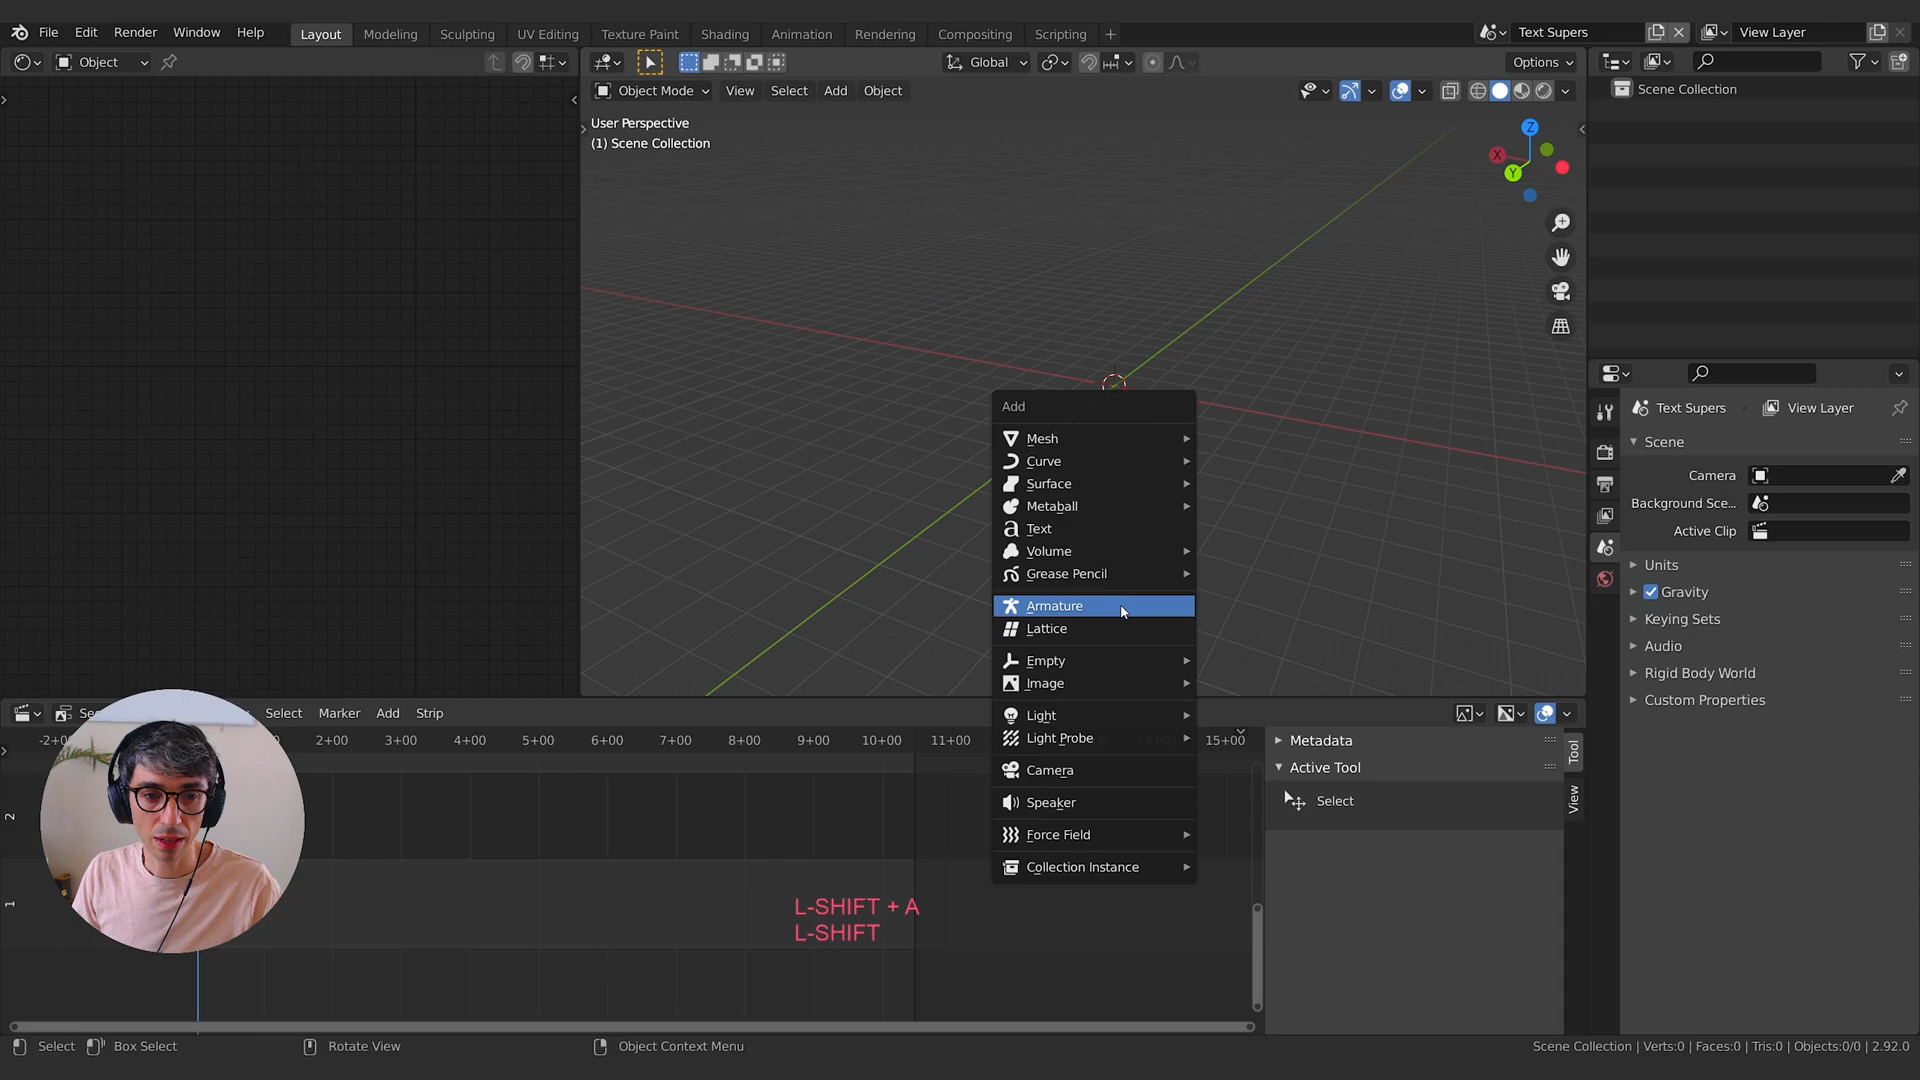 File Edit Render Window Help Layout Modeling Sculpting UV Editing Texture Paint Shading Animation Rendering Compositing Scripting + Text Supers View Layer
Object Global Options
Object Mode View Select Add Object
Scene Collection
User Perspective
(1) Scene Collection
Z
X
Y
Add
Mesh
Curve
Surface
Metaball
Text
Volume
Grease Pencil
Armature
Lattice
Empty
Image
Light
Light Probe
Camera
Speaker
Force Field
Collection Instance
Text Supers View Layer
Scene
Camera
Background Sce...
Active Clip
Units
Gravity
Keying Sets
Audio
Rigid Body World
Custom Properties
Select Marker Add Strip
2+00 3+00 4+00 5+00 6+00 7+00 8+00 9+00 10+00 11+00 15+00
Metadata
Active Tool
Select
Tool
View
2
1
L-SHIFT + A
L-SHIFT
Select Box Select Rotate View Object Context Menu Scene Collection | Verts:0 | Faces:0 | Tris:0 | Objects:0/0 | 2.92.0